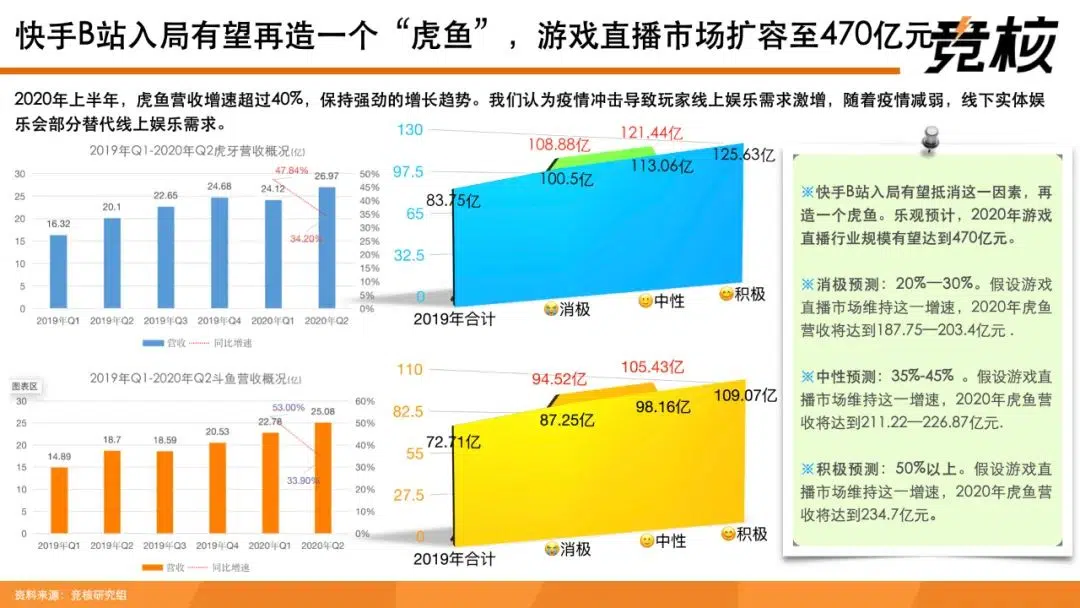 快手B站入局有望再造一个“虎鱼”，游戏直播市场扩容至470亿元
竞核
2020年上半年，虎鱼营收增速超过40%，保持强劲的增长趋势。我们认为疫情冲击导致玩家线上娱乐需求激增，随着疫情减弱，线下实体娱
乐会部分替代线上娱乐需求。
2019年Q1-2020年Q2虎牙营收概况(亿)
30
25
20
15
10
5
0
16.32
20.1
22.65
24.68
24.12
26.97
47.84%
34.20%
50%
45%
40%
35%
30%
25%
20%
15%
10%
5%
0%
2019年Q1 2019年Q2 2019年Q3 2019年Q4 2020年Q1 2020年Q2
营收 同比增速
130
97.5
65
32.5
0
83.75亿
108.88亿
100.5亿
121.44亿
113.06亿
125.63亿
2019年合计
😭消极
🙂中性
😊积极
图表区
2019年Q1-2020年Q2斗鱼营收概况(亿)
30
25
20
15
10
5
0
14.89
18.7
18.59
20.53
22.78
25.08
53.00%
33.90%
60%
50%
40%
30%
20%
10%
0%
2019年Q1 2019年Q2 2019年Q3 2019年Q4 2020年Q1 2020年Q2
营收 同比增速
110
82.5
55
27.5
0
72.71亿
94.52亿
87.25亿
105.43亿
98.16亿
109.07亿
2019年合计
😭消极
🙂中性
😊积极
※快手B站入局有望抵消这一因素，再
造一个虎鱼。乐观预计，2020年游戏
直播行业规模有望达到470亿元。
※消极预测：20%—30%。假设游戏
直播市场维持这一增速，2020年虎鱼
营收将达到187.75—203.4亿元 .
※中性预测：35%-45% 。假设游戏直
播市场维持这一增速，2020年虎鱼营
收将达到211.22—226.87亿元.
※积极预测：50%以上。假设游戏直
播市场维持这一增速，2020年虎鱼营
收将达到234.7亿元。
资料来源：竞核研究组